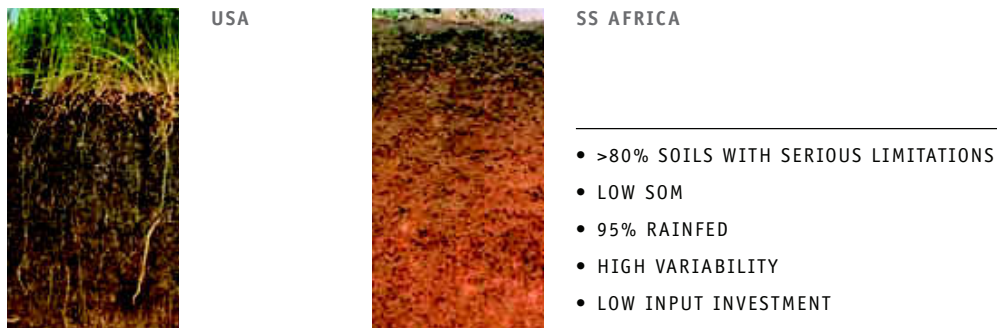 USA
SS AFRICA
• >80% SOILS WITH SERIOUS LIMITATIONS
• LOW SOM
• 95% RAINFED
• HIGH VARIABILITY
• LOW INPUT INVESTMENT